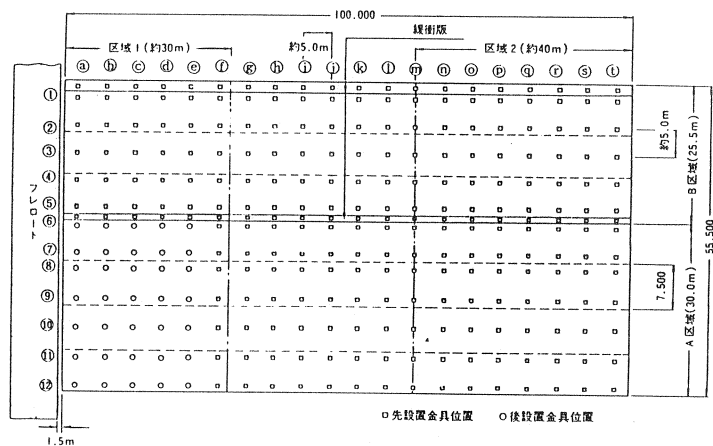 100.000
緩衝版
区域1(約30m)
約5.0m
区域2(約40m)
ⓐ ⓑ ⓒ ⓓ ⓔ ⓕ ⓖ ⓗ ⓘ ⓙ ⓚ ⓛ ⓜ ⓝ ⓞ ⓟ ⓠ ⓡ ⓢ ⓣ
①
②
③
④
⑤
⑥
⑦
⑧
⑨
⑩
⑪
⑫
フレロート
約5.0m
B区域(25.5m)
55.500
7.500
A区域(30.0m)
□先設置金具位置 ○後設置金具位置
1.5m